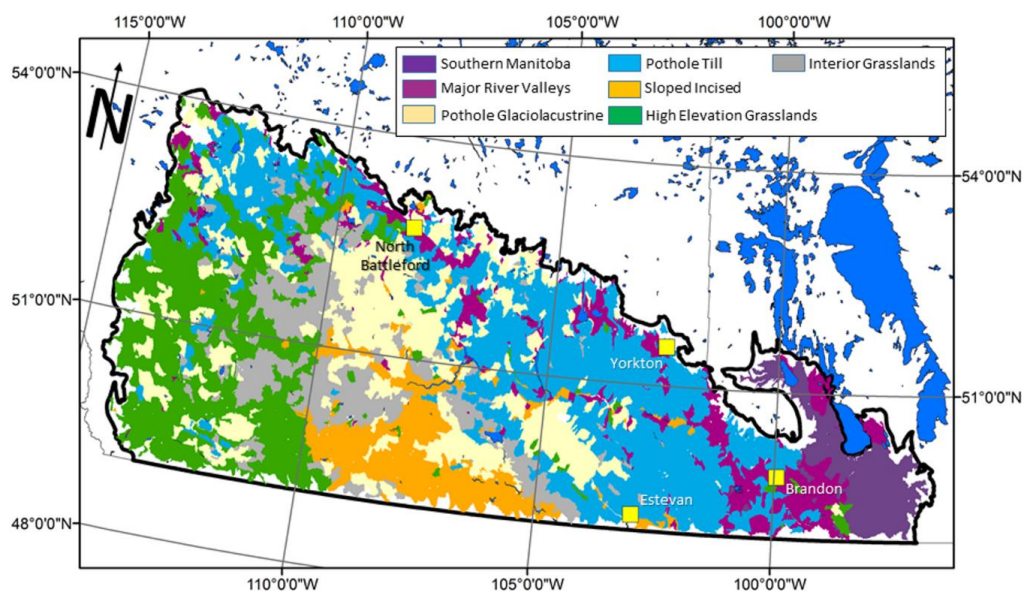 115°0'0"W
110°0'0"W
105°0'0"W
100°0'0"W
54°0'0"N
Southern Manitoba
Pothole Till
Interior Grasslands
Major River Valleys
Sloped Incised
Pothole Glaciolacustrine
High Elevation Grasslands
N
54°0'0"N
North
Battleford
51°0'0"N
Yorkton
51°0'0"N
Brandon
Estevan
48°0'0"N
110°0'0"W
105°0'0"W
100°0'0"W